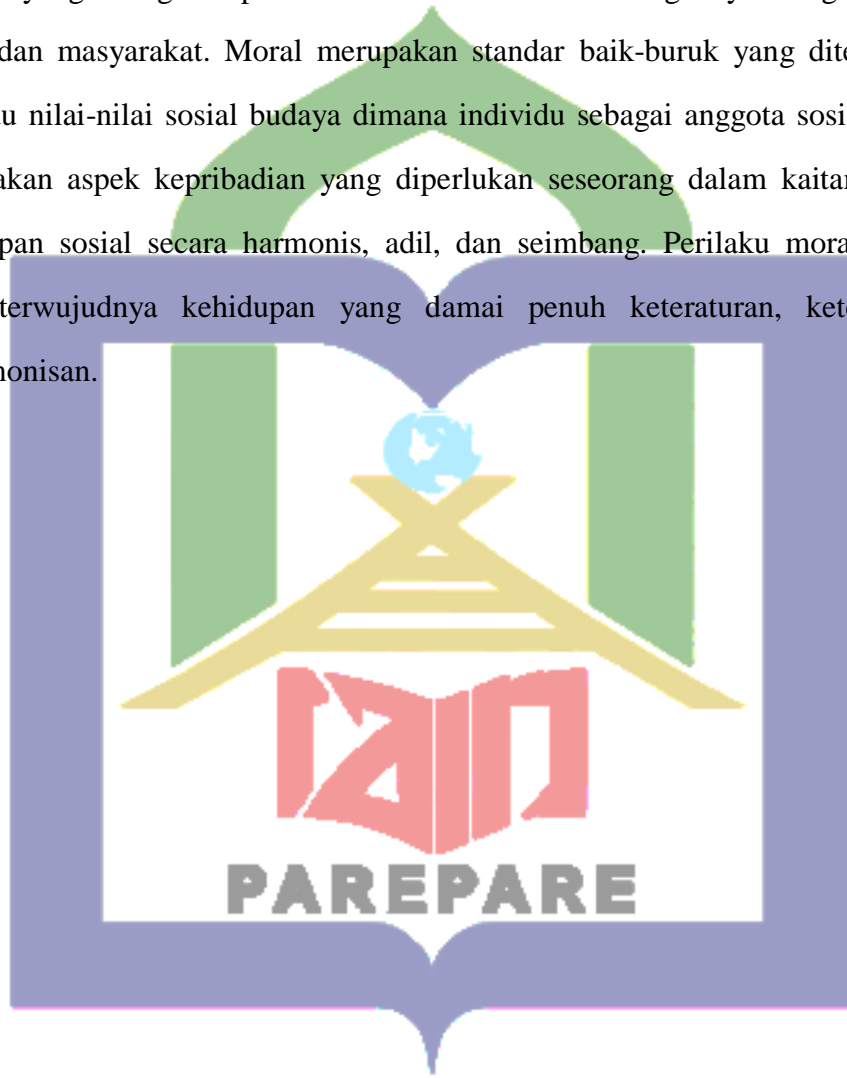 dan masyarakat. Moral merupakan standar baik-buruk yang dite
u nilai-nilai sosial budaya dimana individu sebagai anggota sosi
akan aspek kepribadian yang diperlukan seseorang dalam kaitan
pan sosial secara harmonis, adil, dan seimbang. Perilaku mora
terwujudnya kehidupan yang damai penuh keteraturan, kete
nonisan.
iain
PAREPARE